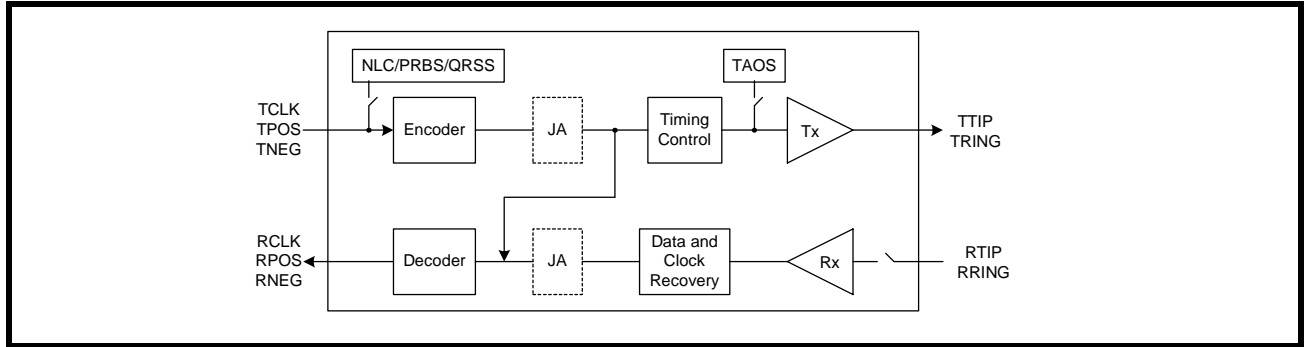 NLC/PRBS/QRSS
TAOS
TCLK
TPOS
TNEG
Encoder
JA
Timing
Control
Tx
TTIP
TRING
RCLK
RPOS
RNEG
Decoder
JA
Data and
Clock
Recovery
Rx
RTIP
RRING